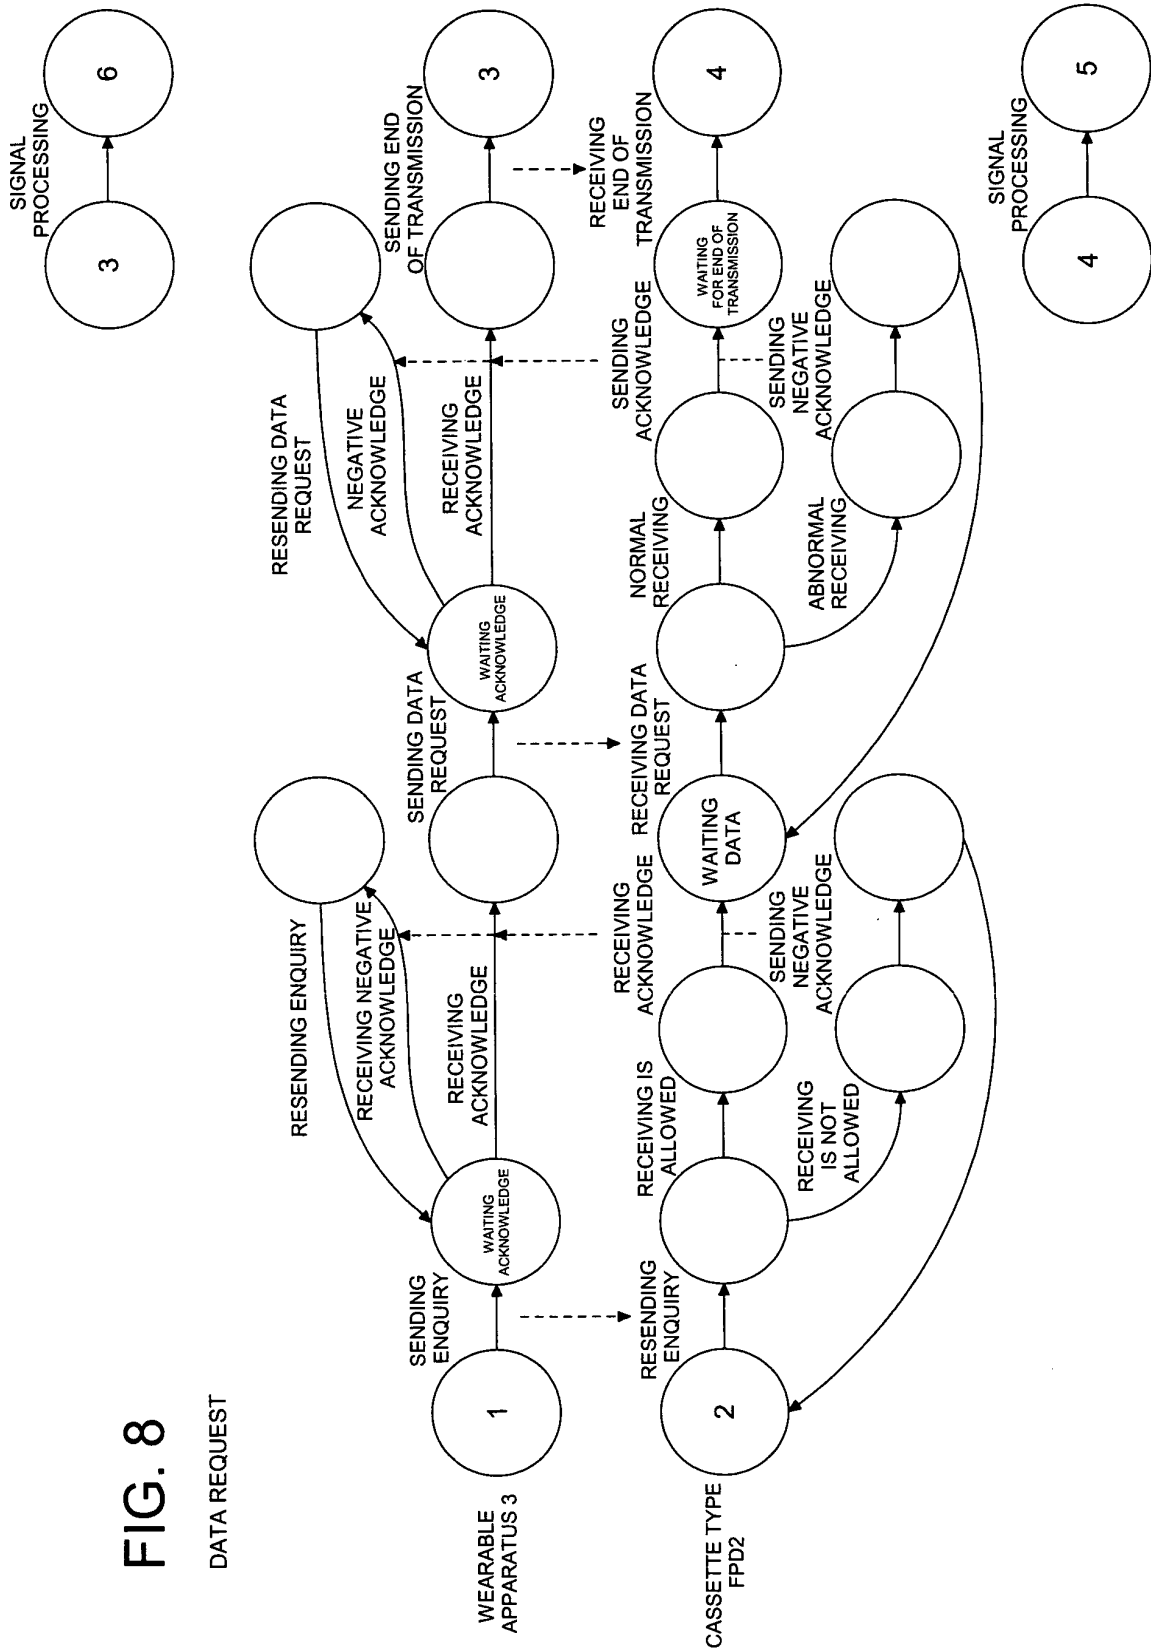 FIG. 8
DATA REQUEST
WEARABLE
APPARATUS 3
1
SENDING
ENQUIRY
WAITING
ACKNOWLEDGE
RESENDING ENQUIRY
RECEIVING NEGATIVE
ACKNOWLEDGE
RECEIVING
ACKNOWLEDGE
SENDING DATA
REQUEST
WAITING
ACKNOWLEDGE
RESENDING DATA
REQUEST
NEGATIVE
ACKNOWLEDGE
RECEIVING
ACKNOWLEDGE
SENDING END
OF TRANSMISSION
3
SIGNAL
PROCESSING
3
6
CASSETTE TYPE
FPD2
2
RESENDING
ENQUIRY
RECEIVING IS
ALLOWED
RECEIVING
IS NOT
ALLOWED
RECEIVING
ACKNOWLEDGE
SENDING
NEGATIVE
ACKNOWLEDGE
WAITING
DATA
RECEIVING DATA
REQUEST
NORMAL
RECEIVING
ABNORMAL
RECEIVING
SENDING
ACKNOWLEDGE
SENDING
NEGATIVE
ACKNOWLEDGE
WAITING
FOR END OF
TRANSMISSION
RECEIVING
END OF
TRANSMISSION
4
SIGNAL
PROCESSING
4
5